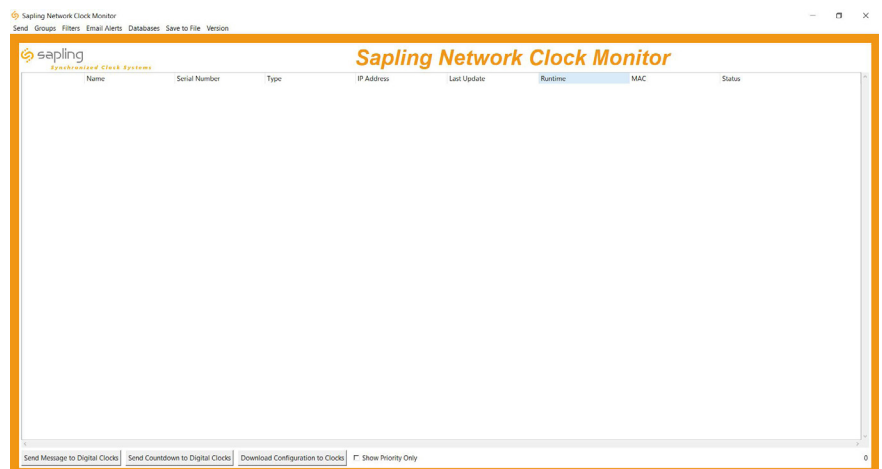 Sapling Network Clock Monitor
Send Groups Filters Email Alerts Databases Save to File Version
sapling
Synchronized Clock Systems
Sapling Network Clock Monitor
Name Serial Number Type IP Address Last Update Runtime MAC Status
Send Message to Digital Clocks Send Countdown to Digital Clocks Download Configuration to Clocks Show Priority Only 0